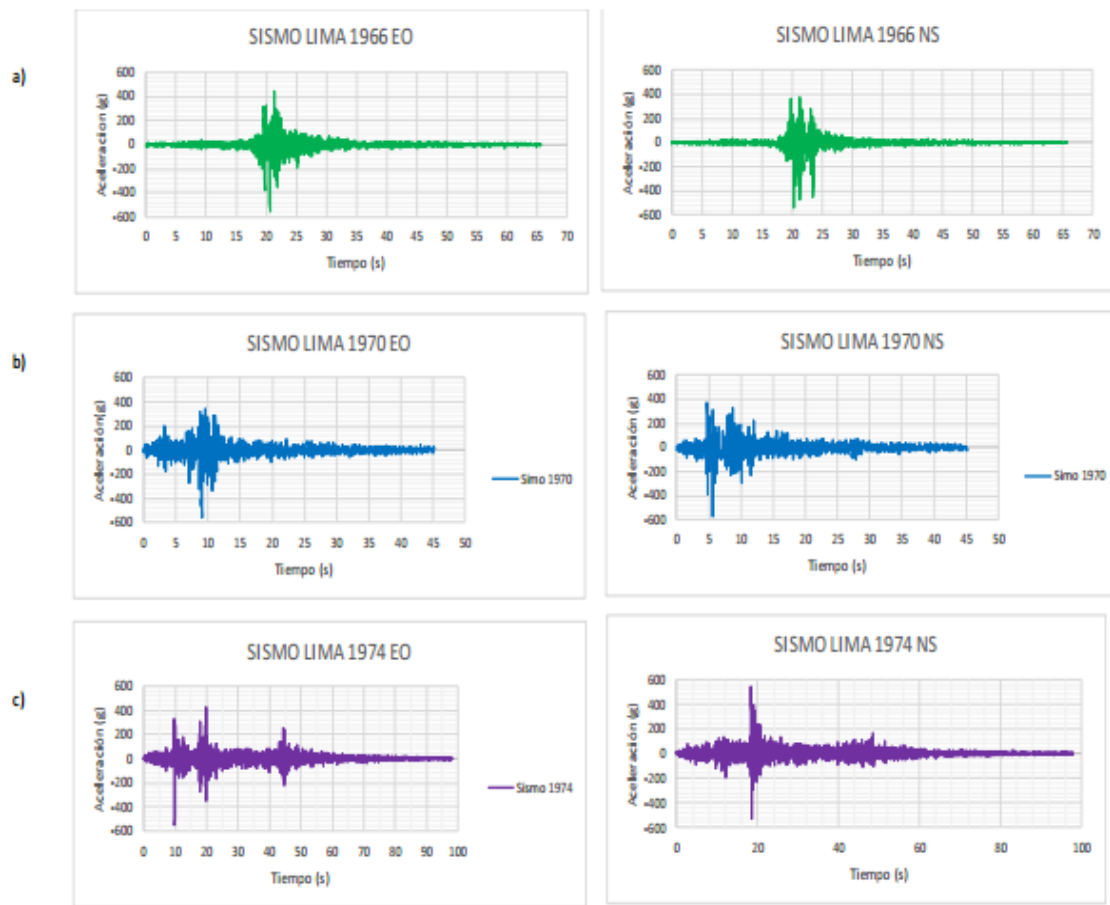 a)
SISMO LIMA 1966 EO
Aceleración (g)
600
400
200
0
-200
-400
-600
0 5 10 15 20 25 30 35 40 45 50 55 60 65 70
Tiempo (s)
SISMO LIMA 1966 NS
Aceleración (g)
600
400
200
0
-200
-400
-600
0 5 10 15 20 25 30 35 40 45 50 55 60 65 70
Tiempo (s)
b)
SISMO LIMA 1970 EO
Aceleración(g)
600
400
200
0
-200
-400
-600
0 5 10 15 20 25 30 35 40 45 50
Tiempo (s)
Simo 1970
SISMO LIMA 1970 NS
Aceleración (g)
600
400
200
0
-200
-400
-600
0 5 10 15 20 25 30 35 40 45 50
Tiempo (s)
Simo 1970
c)
SISMO LIMA 1974 EO
Aceleración (g)
600
400
200
0
-200
-400
-600
0 10 20 30 40 50 60 70 80 90 100
Tiempo (s)
Sismo 1974
SISMO LIMA 1974 NS
Aceleración (g)
600
400
200
0
-200
-400
-600
0 20 40 60 80 100
Tiempo (s)